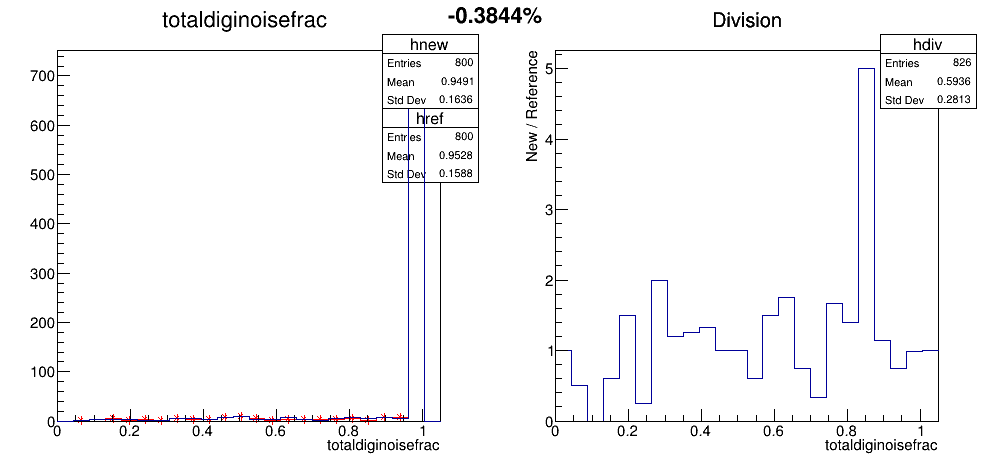 totaldiginoisefrac
-0.3844%
Division
hnew
Entries 800
Mean 0.9491
Std Dev 0.1636
href
Entries 800
Mean 0.9528
Std Dev 0.1588
700
600
500
400
300
200
100
0
0 0.2 0.4 0.6 0.8 1
totaldiginoisefrac
hdiv
Entries 826
Mean 0.5936
Std Dev 0.2813
New / Reference
5
4
3
2
1
0
0 0.2 0.4 0.6 0.8 1
totaldiginoisefrac